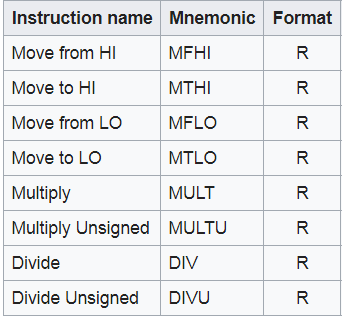 Instruction name Mnemonic Format
Move from HI MFHI R
Move to HI MTHI R
Move from LO MFLO R
Move to LO MTLO R
Multiply MULT R
Multiply Unsigned MULTU R
Divide DIV R
Divide Unsigned DIVU R